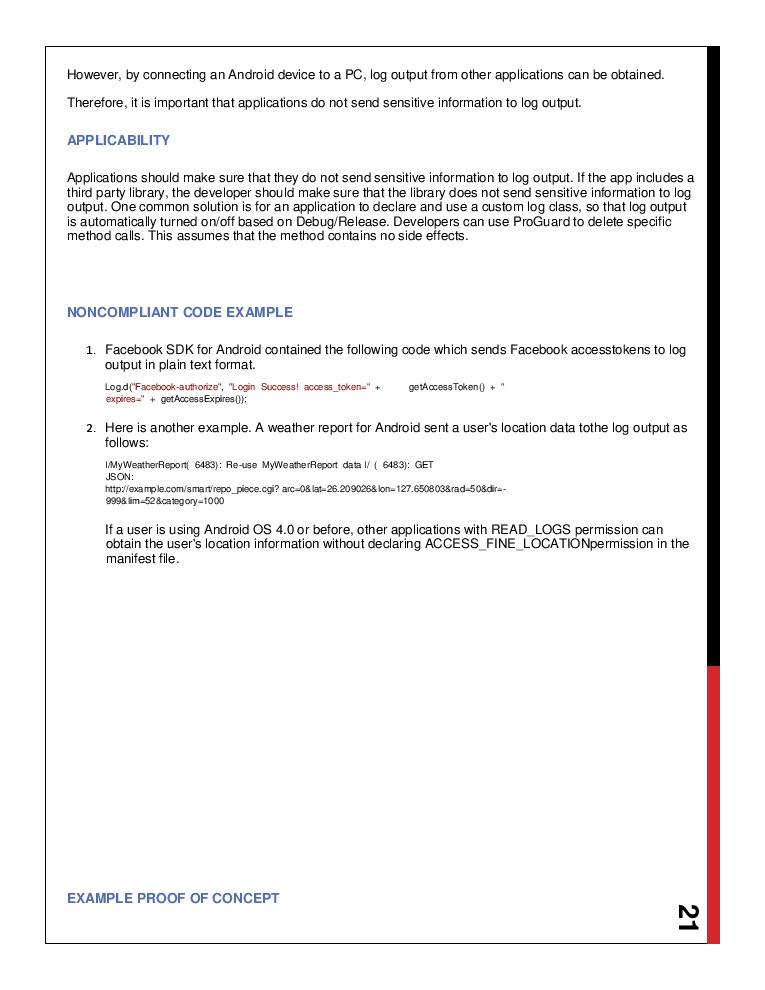 However, by connecting an Android device to a PC, log output from other applications can be obtained.
Therefore, it is important that applications do not send sensitive information to log output.
APPLICABILITY
Applications should make sure that they do not send sensitive information to log output. If the app includes a
third party library, the developer should make sure that the library does not send sensitive information to log
output. One common solution is for an application to declare and use a custom log class, so that log output
is automatically turned on/off based on Debug/Release. Developers can use ProGuard to delete specific
method calls. This assumes that the method contains no side effects.
NONCOMPLIANT CODE EXAMPLE
1. Facebook SDK for Android contained the following code which sends Facebook accesstokens to log
output in plain text format.
Log.d("Facebook-authorize", "Login Success! access_token=" + getAccessToken() + "
expires=" + getAccessExpires());
2. Here is another example. A weather report for Android sent a user's location data tothe log output as
follows:
I/MyWeatherReport( 6483): Re-use MyWeatherReport data I/ ( 6483): GET
JSON:
http://example.com/smart/repo_piece.cgi? arc=0&lat=26.209026&lon=127.650803&rad=50&dir=-
999&lim=52&category=1000
If a user is using Android OS 4.0 or before, other applications with READ_LOGS permission can
obtain the user's location information without declaring ACCESS_FINE_LOCATIONpermission in the
manifest file.
EXAMPLE PROOF OF CONCEPT
21